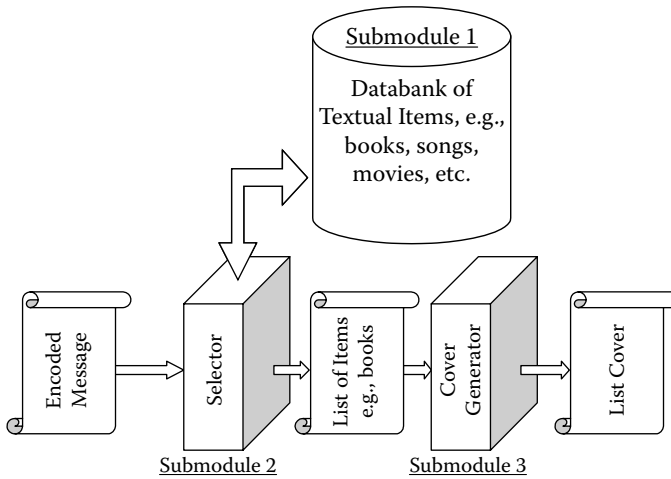 Submodule 1
Databank of
Textual Items, e.g.,
books, songs,
movies, etc.
Encoded
Message
Selector
List of Items
e.g., books
Cover
Generator
List Cover
Submodule 2
Submodule 3